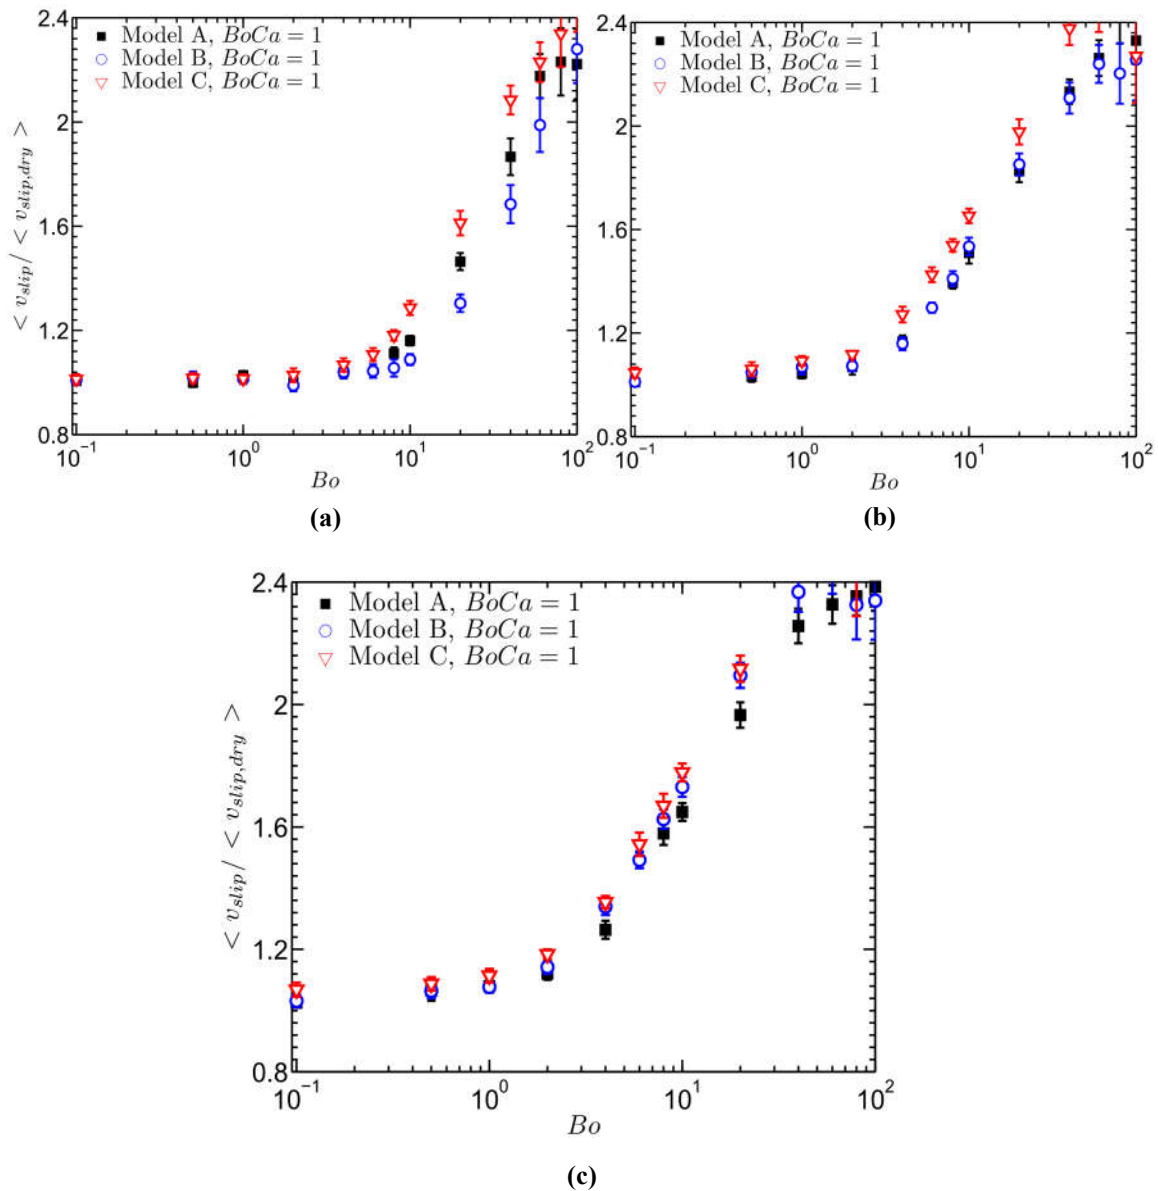 2.4
Model A, BoCa = 1
Model B, BoCa = 1
Model C, BoCa = 1
2
1.6
1.2
0.8
< v_slip / < v_slip,dry >
10^−1
10^0
10^1
10^2
Bo
(a)
2.4
Model A, BoCa = 1
Model B, BoCa = 1
Model C, BoCa = 1
2
1.6
1.2
0.8
10^−1
10^0
10^1
10^2
Bo
(b)
2.4
Model A, BoCa = 1
Model B, BoCa = 1
Model C, BoCa = 1
2
1.6
1.2
0.8
< v_slip / < v_slip,dry >
10^−1
10^0
10^1
10^2
Bo
(c)